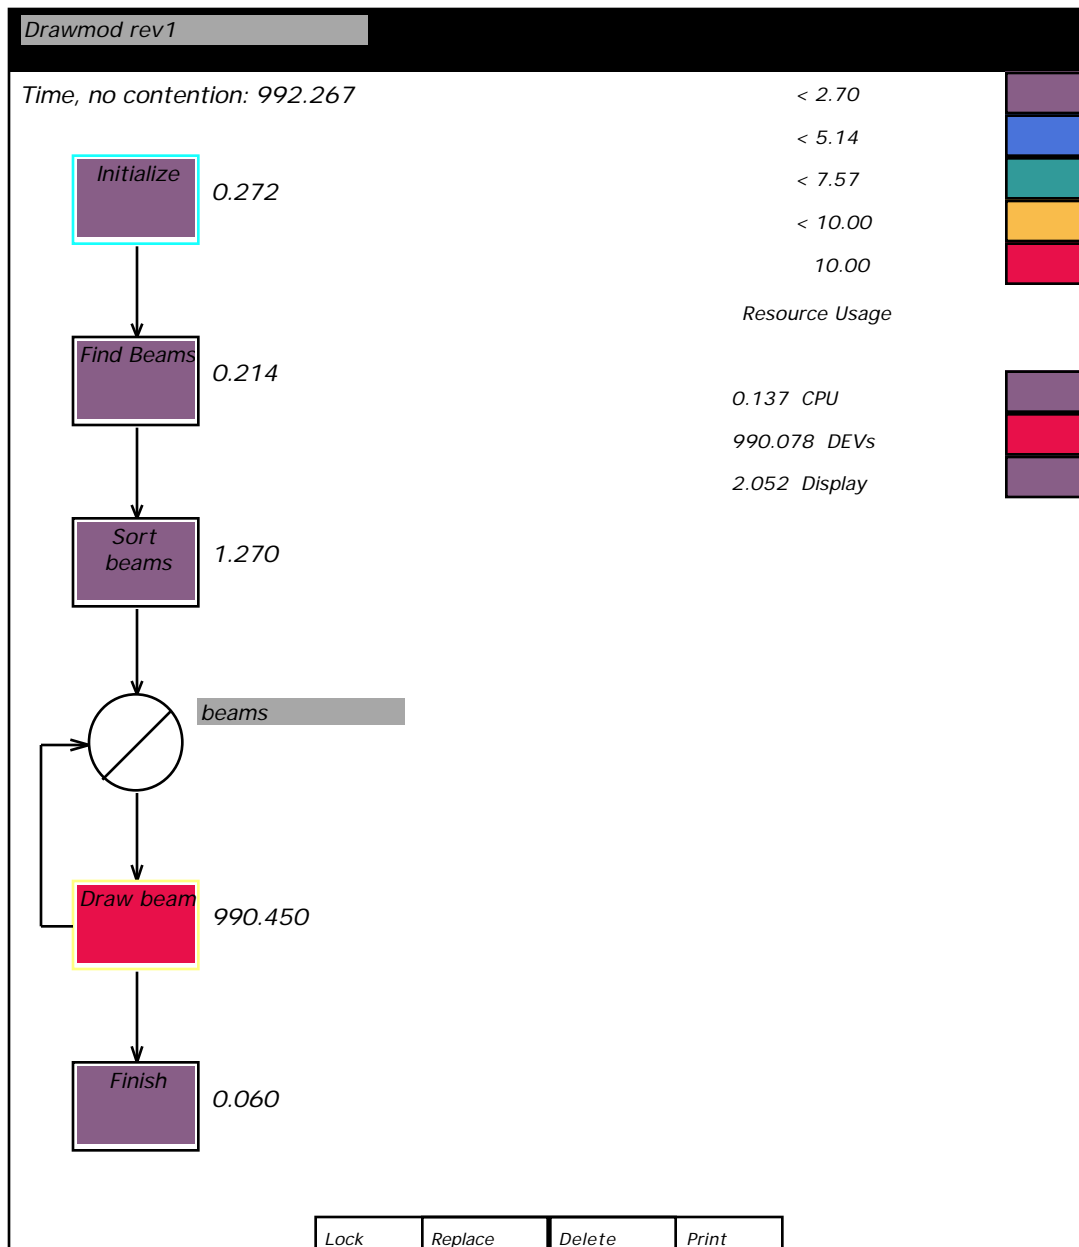 Drawmod rev1
Time, no contention: 992.267
< 2.70
< 5.14
< 7.57
< 10.00
10.00
Resource Usage
0.137 CPU
990.078 DEVs
2.052 Display
Initialize
0.272
Find Beams
0.214
Sort
beams
1.270
beams
Draw beam
990.450
Finish
0.060
Lock Replace Delete Print